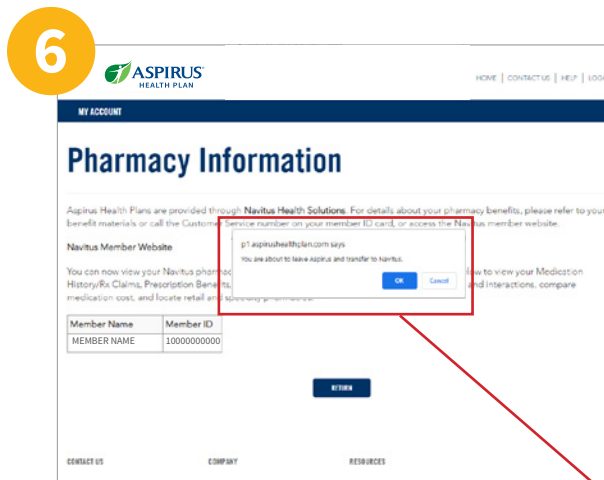 6
ASPIRUS
HEALTH PLAN
HOME | CONTACT US | HELP |
MY ACCOUNT
Pharmacy Information
Aspirus Health Plans are provided through Navitus Health Solutions. For details about your pharmacy benefits, please refer to your
benefit materials or call the Customer Service number on your member ID card, or access the Navitus member website.
p1.aspirushealthplan.com says
You are about to leave Aspirus and transfer to Navitus.
OK Cancel
Navitus Member Website
You can now view your Navitus to view your Medication
History/Rx Claims, Prescription and interactions, compare
medication cost, and locate retail and
Member Name Member ID
MEMBER NAME 10000000000
RETURN
CONTACT US COMPANY RESOURCES